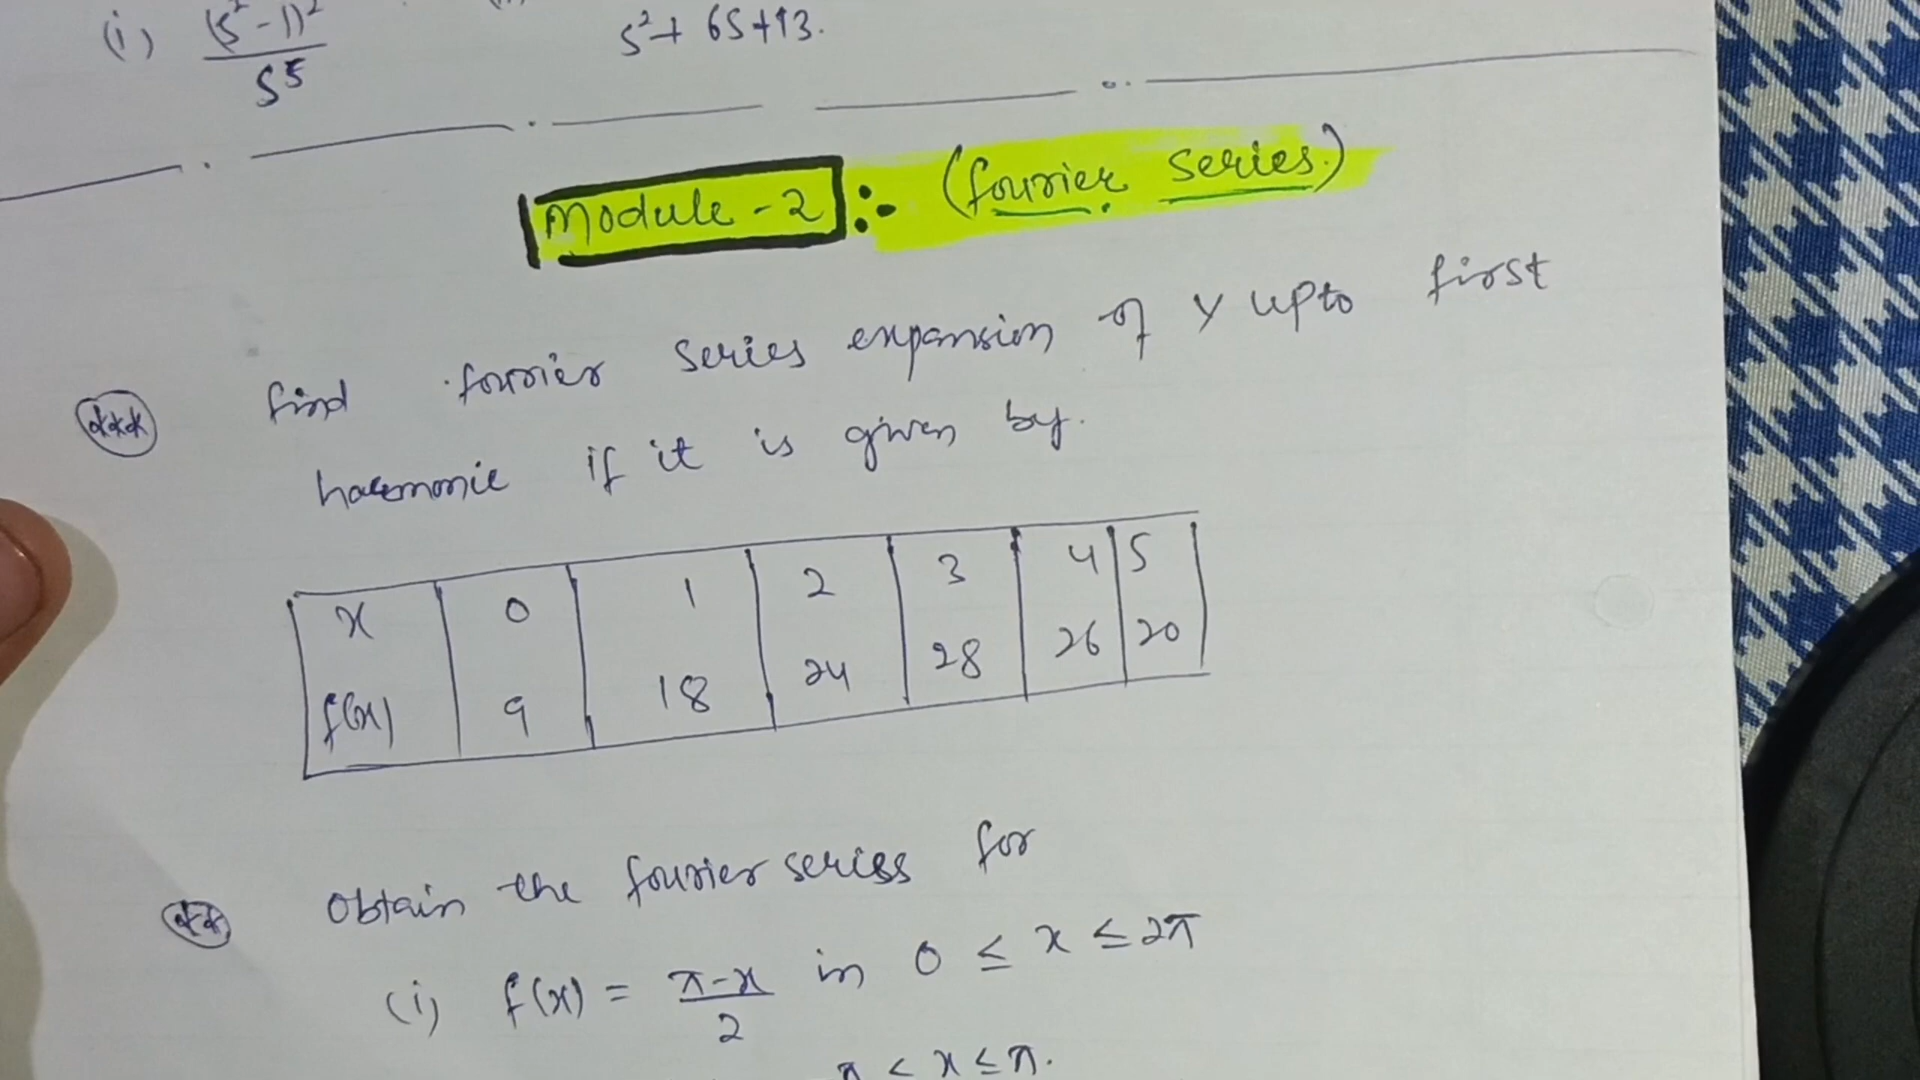 (i) (s²-1)² / s⁵ s²+6s+13.
Module-2 : (fourier series.)
*** find fourier series expansion of y upto first
harmonic if it is given by.
x 0 1 2 3 4 5
f(x) 9 18 24 28 26 20
** Obtain the fourier seriess for
(i) f(x) = π-x / 2 in 0 ≤ x ≤ 2π
< x ≤ π.